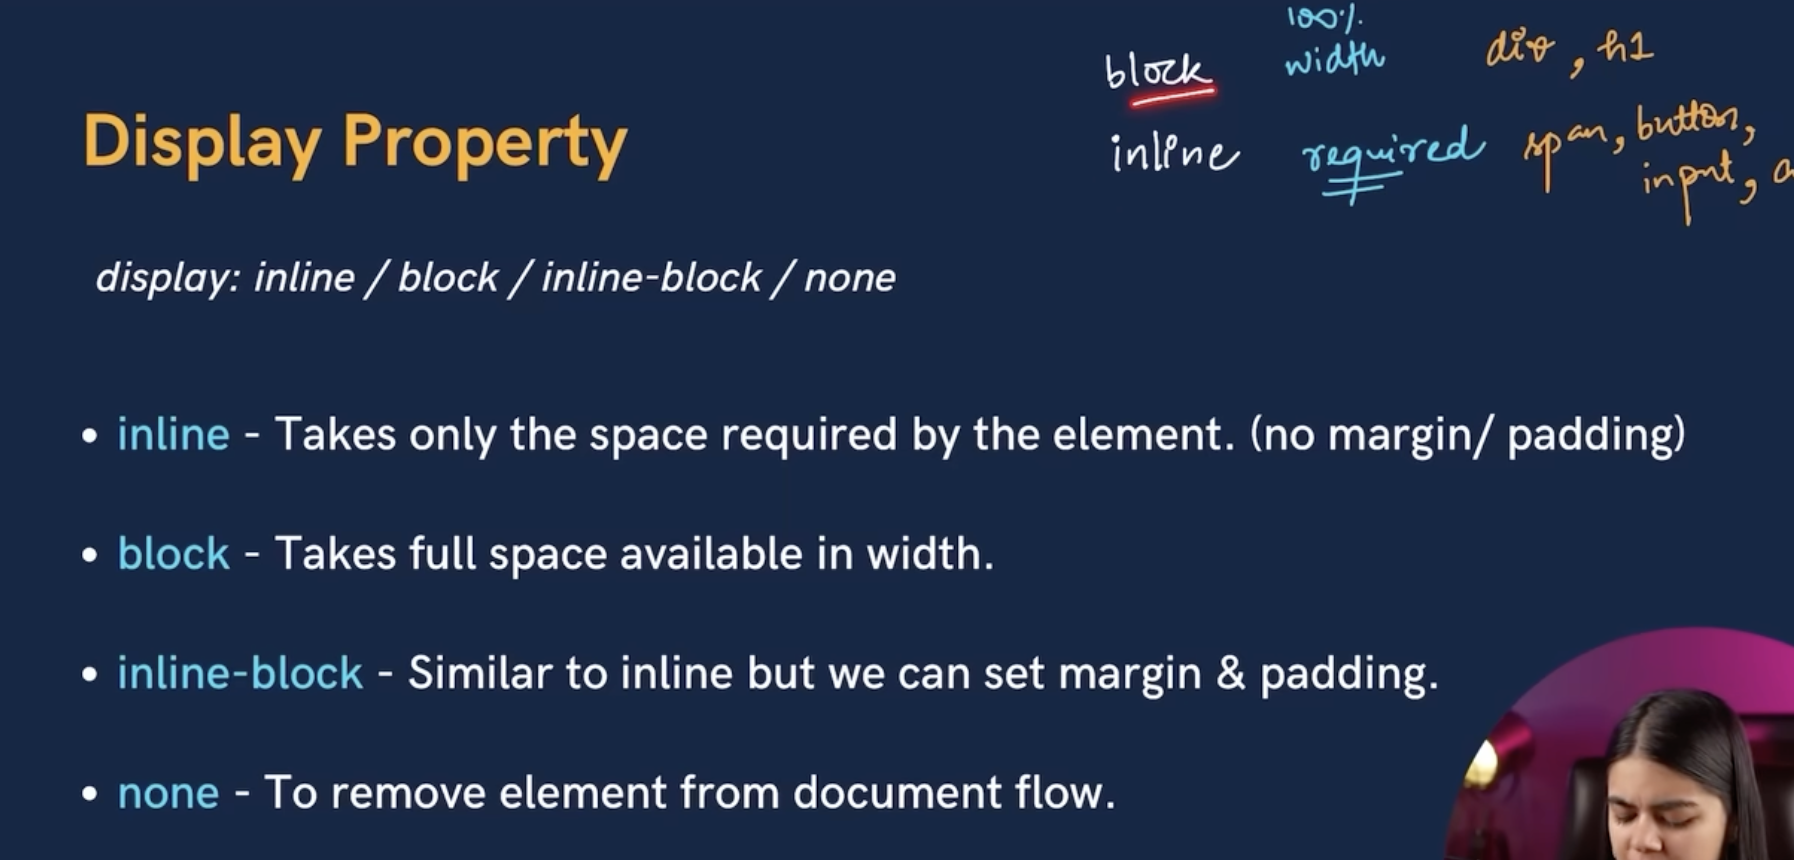 100%
block width div, h1
Display Property
inline required span, button,
input, a
display: inline / block / inline-block / none
• inline - Takes only the space required by the element. (no margin/ padding)
• block - Takes full space available in width.
• inline-block - Similar to inline but we can set margin & padding.
• none - To remove element from document flow.